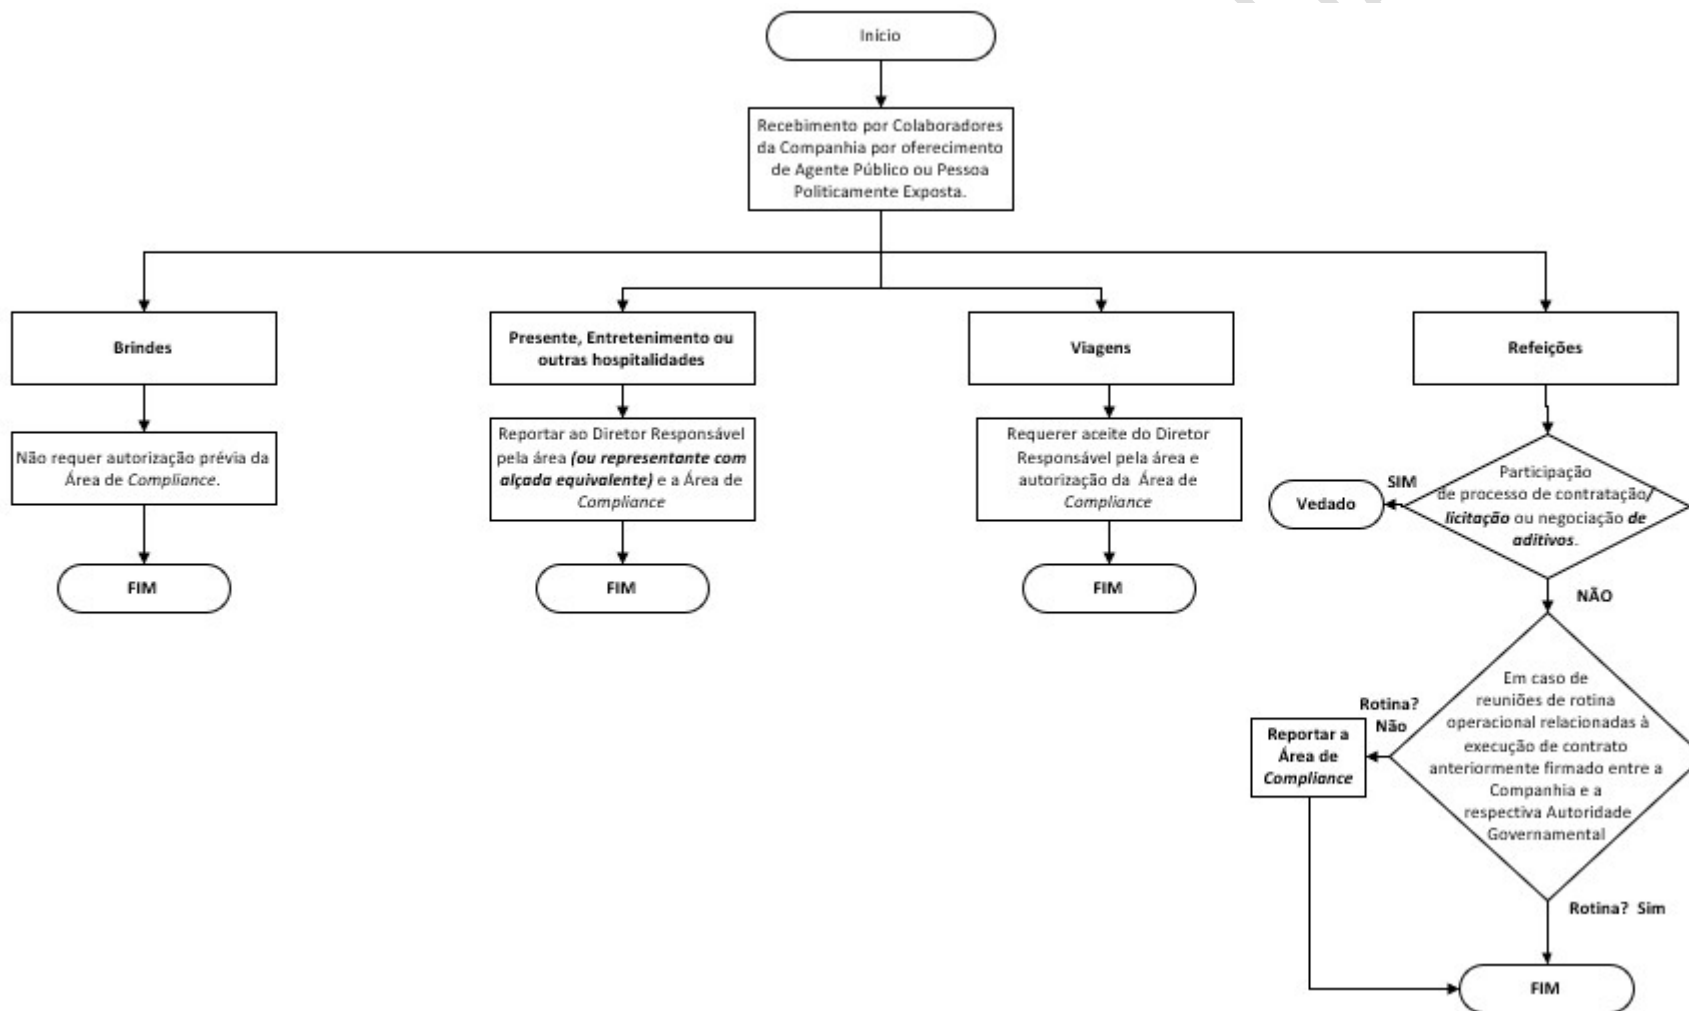 Início
Recebimento por Colaboradores
da Companhia por oferecimento
de Agente Público ou Pessoa
Politicamente Exposta.
Brindes
Não requer autorização prévia da
Área de Compliance.
FIM
Presente, Entretenimento ou
outras hospitalidades
Reportar ao Diretor Responsável
pela área (ou representante com
alçada equivalente) e a Área de
Compliance
FIM
Viagens
Requerer aceite do Diretor
Responsável pela área e
autorização da Área de
Compliance
FIM
Refeições
Participação
de processo de contratação/
licitação ou negociação de
aditivos.
SIM
Vedado
NÃO
Em caso de
reuniões de rotina
operacional relacionadas à
execução de contrato
anteriormente firmado entre a
Companhia e a
respectiva Autoridade
Governamental
Rotina?
Não
Reportar a
Área de
Compliance
Rotina? Sim
FIM